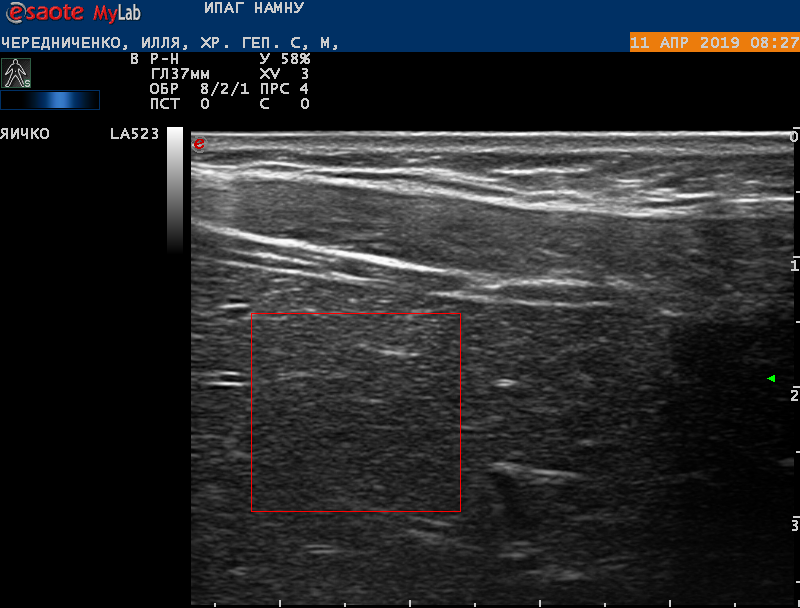 esaote MyLab ИПАГ НАМНУ
ЧЕРЕДНИЧЕНКО, ИЛЛЯ, ХР. ГЕП. С, М,
11 АПР 2019 08:27
В Р-Н У 58%
ГЛ37мм XV 3
ОБР 8/2/1 ПРС 4
ПСТ 0 С 0
S
ЯИЧКО LA523
e
0
1
2
3